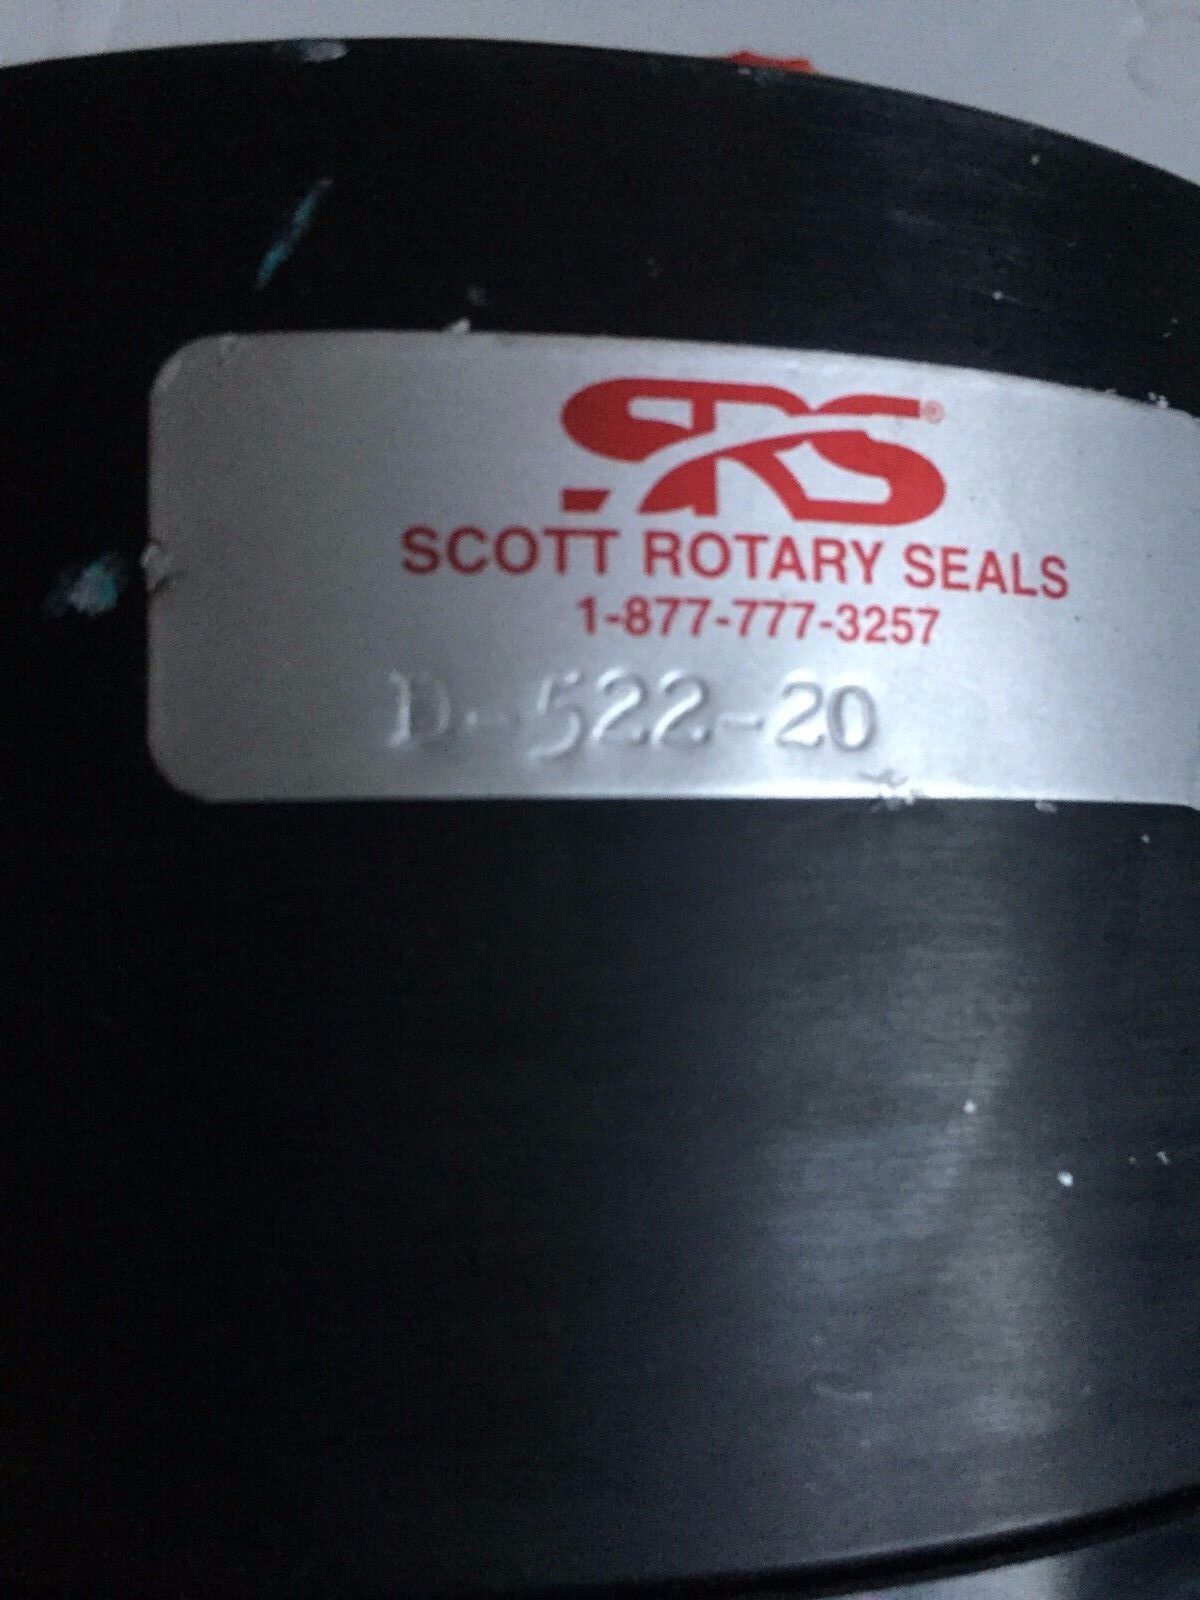 SRS®
SCOTT ROTARY SEALS
1-877-777-3257
D-522-20